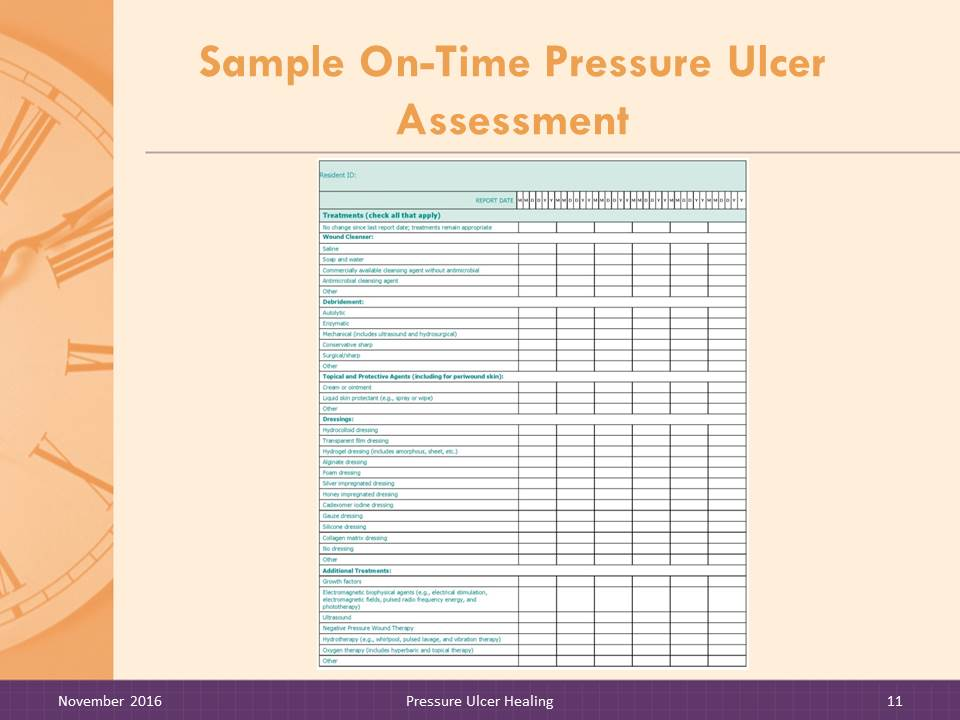 Sample On-Time Pressure Ulcer
Assessment
Resident ID:
REPORT DATE M M D D Y Y M M D D Y Y M M D D Y Y M M D D Y Y M M D D Y Y M M D D Y Y
Treatments (check all that apply)
No change since last report date; treatments remain appropriate
Wound Cleanser:
Saline
Soap and water
Commercially available cleansing agent without antimicrobial
Antimicrobial cleansing agent
Other
Debridement:
Autolytic
Enzymatic
Mechanical (includes ultrasound and hydrosurgical)
Conservative sharp
Surgical/sharp
Other
Topical and Protective Agents (including for periwound skin):
Cream or ointment
Liquid skin protectant (e.g., spray or wipe)
Other
Dressings:
Hydrocolloid dressing
Transparent film dressing
Hydrogel dressing (includes amorphous, sheet, etc.)
Alginate dressing
Foam dressing
Silver impregnated dressing
Honey impregnated dressing
Cadexomer iodine dressing
Gauze dressing
Silicone dressing
Collagen matrix dressing
No dressing
Other
Additional Treatments:
Growth factors
Electromagnetic biophysical agents (e.g., electrical stimulation,
electromagnetic fields, pulsed radio frequency energy, and
phototherapy)
Ultrasound
Negative Pressure Wound Therapy
Hydrotherapy (e.g., whirlpool, pulsed lavage, and vibration therapy)
Oxygen therapy (includes hyperbaric and topical therapy)
Other
November 2016 Pressure Ulcer Healing 11